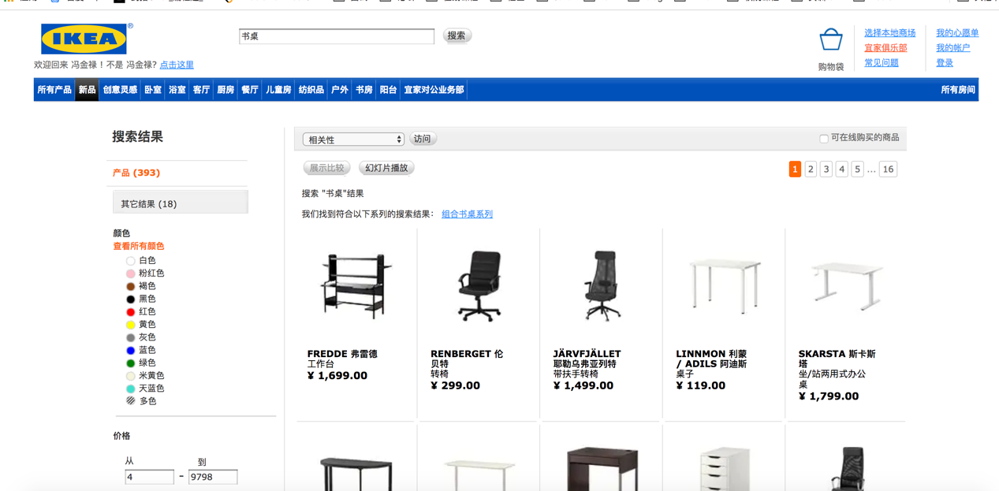 IKEA®
书桌
搜索
购物袋
选择本地商场
宜家俱乐部
常见问题
我的心愿单
我的帐户
登录
欢迎回来 冯金禄！不是 冯金禄? 点击这里
所有产品 新品 创意灵感 卧室 浴室 客厅 厨房 餐厅 儿童房 纺织品 户外 书房 阳台 宜家对公业务部 所有房间
搜索结果
产品 (393)
其它结果 (18)
颜色
查看所有颜色
白色
粉红色
褐色
黑色
红色
黄色
灰色
蓝色
绿色
米黄色
天蓝色
多色
价格
从 到
4 – 9798
相关性 访问 可在线购买的商品
展示比较 幻灯片播放 1 2 3 4 5 ... 16
搜索 "书桌"结果
我们找到符合以下系列的搜索结果： 组合书桌系列
FREDDE 弗雷德
工作台
¥ 1,699.00
RENBERGET 伦
贝特
转椅
¥ 299.00
JÄRVFJÄLLET
耶勒乌弗亚列特
带扶手转椅
¥ 1,499.00
LINNMON 利蒙
/ ADILS 阿迪斯
桌子
¥ 119.00
SKARSTA 斯卡斯
塔
坐/站两用式办公
桌
¥ 1,799.00